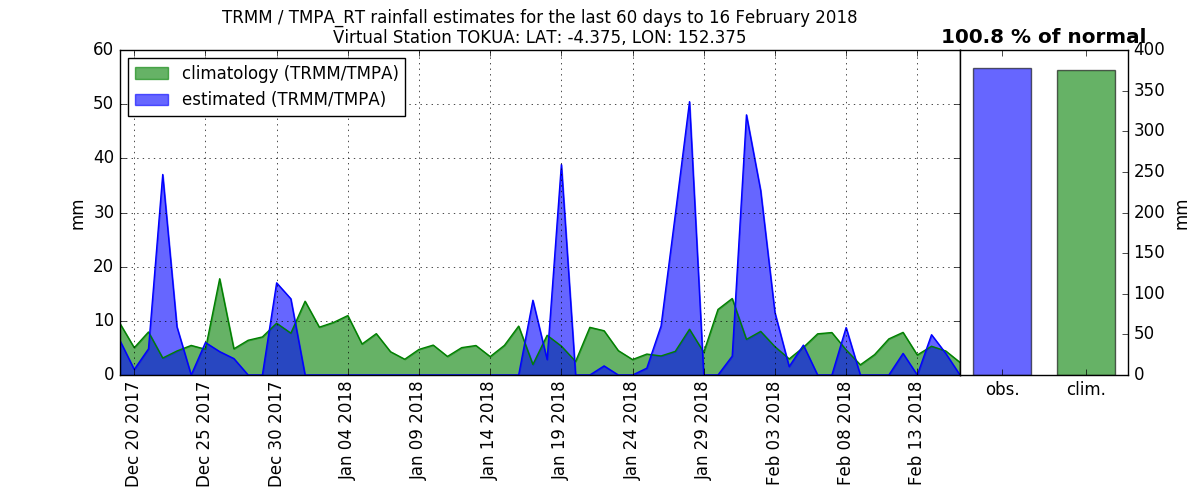 TRMM / TMPA_RT rainfall estimates for the last 60 days to 16 February 2018
Virtual Station TOKUA: LAT: -4.375, LON: 152.375
100.8 % of normal
climatology (TRMM/TMPA)
estimated (TRMM/TMPA)
60
50
40
30
20
10
0
mm
Dec 20 2017
Dec 25 2017
Dec 30 2017
Jan 04 2018
Jan 09 2018
Jan 14 2018
Jan 19 2018
Jan 24 2018
Jan 29 2018
Feb 03 2018
Feb 08 2018
Feb 13 2018
obs.
clim.
400
350
300
250
200
150
100
50
0
mm